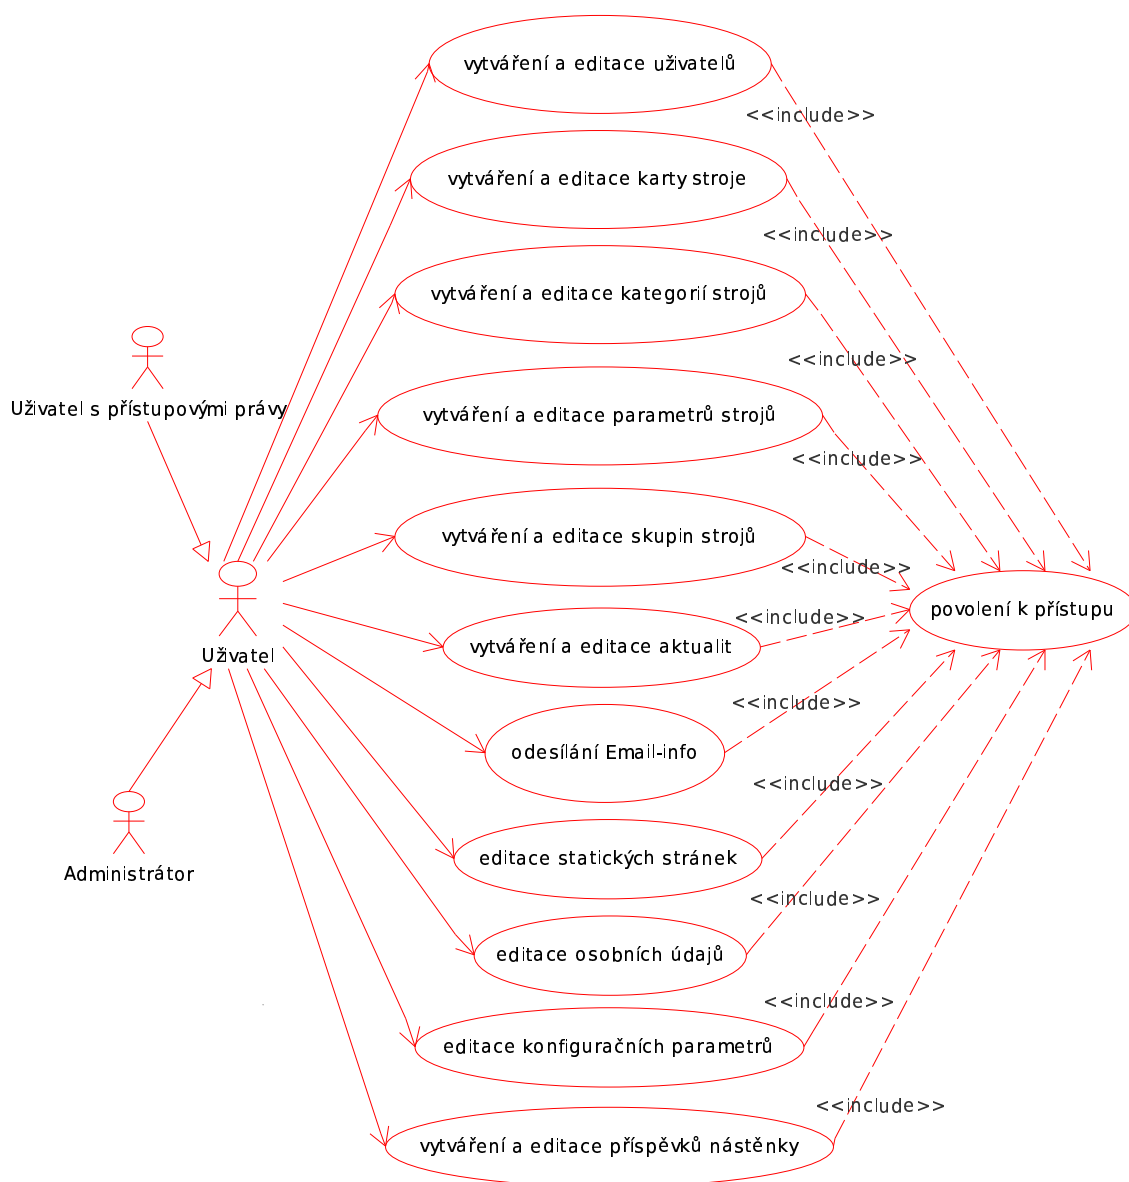 vytváření a editace uživatelů
<<include>>
vytváření a editace karty stroje
<<include>>
vytváření a editace kategorií strojů
<<include>>
Uživatel s přístupovými právy
vytváření a editace parametrů strojů
<<include>>
vytváření a editace skupin strojů
<<include>>
povolení k přístupu
<<include>>
vytváření a editace aktualit
Uživatel
<<include>>
odesílání Email-info
<<include>>
editace statických stránek
Administrátor
<<include>>
editace osobních údajů
<<include>>
editace konfiguračních parametrů
<<include>>
vytváření a editace příspěvků nástěnky